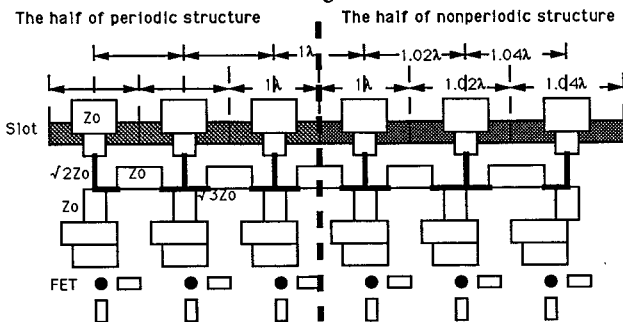 The half of periodic structure
The half of nonperiodic structure
1λ
1.02λ
1.04λ
1λ
1λ
1.02λ
1.04λ
Slot
Zo
√2Zo
Zo
Zo
√3Zo
FET